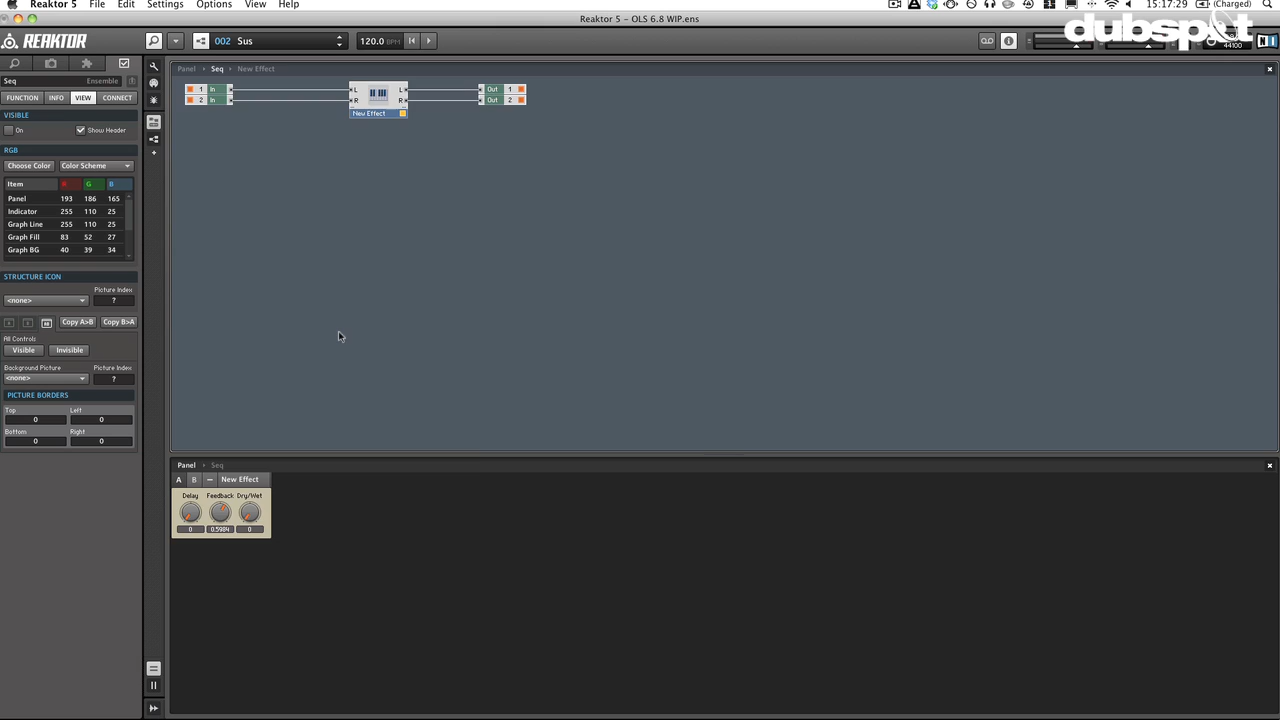 Reaktor 5 File Edit Settings Options View Help 15:17:29 (Charged)
Reaktor 5 - OLS 6.8 WIP.ens
dubspot
REAKTOR 002 Sus 120.0 BPM 44100
Seq Ensemble
FUNCTION INFO VIEW CONNECT
VISIBLE
On Show Header
RGB
Choose Color Color Scheme
Item R G B
Panel 193 186 165
Indicator 255 110 25
Graph Line 255 110 25
Graph Fill 83 52 27
Graph BG 40 39 34
STRUCTURE ICON
Picture Index
<none> ?
Copy A>B Copy B>A
All Controls
Visible Invisible
Background Picture Picture Index
<none> ?
PICTURE BORDERS
Top Left
0 0
Bottom Right
0 0
Panel Seq New Effect
1 In L L Out 1
2 In R R Out 2
New Effect
Panel Seq
A B New Effect
Delay Feedback Dry/Wet
0 0.5984 0